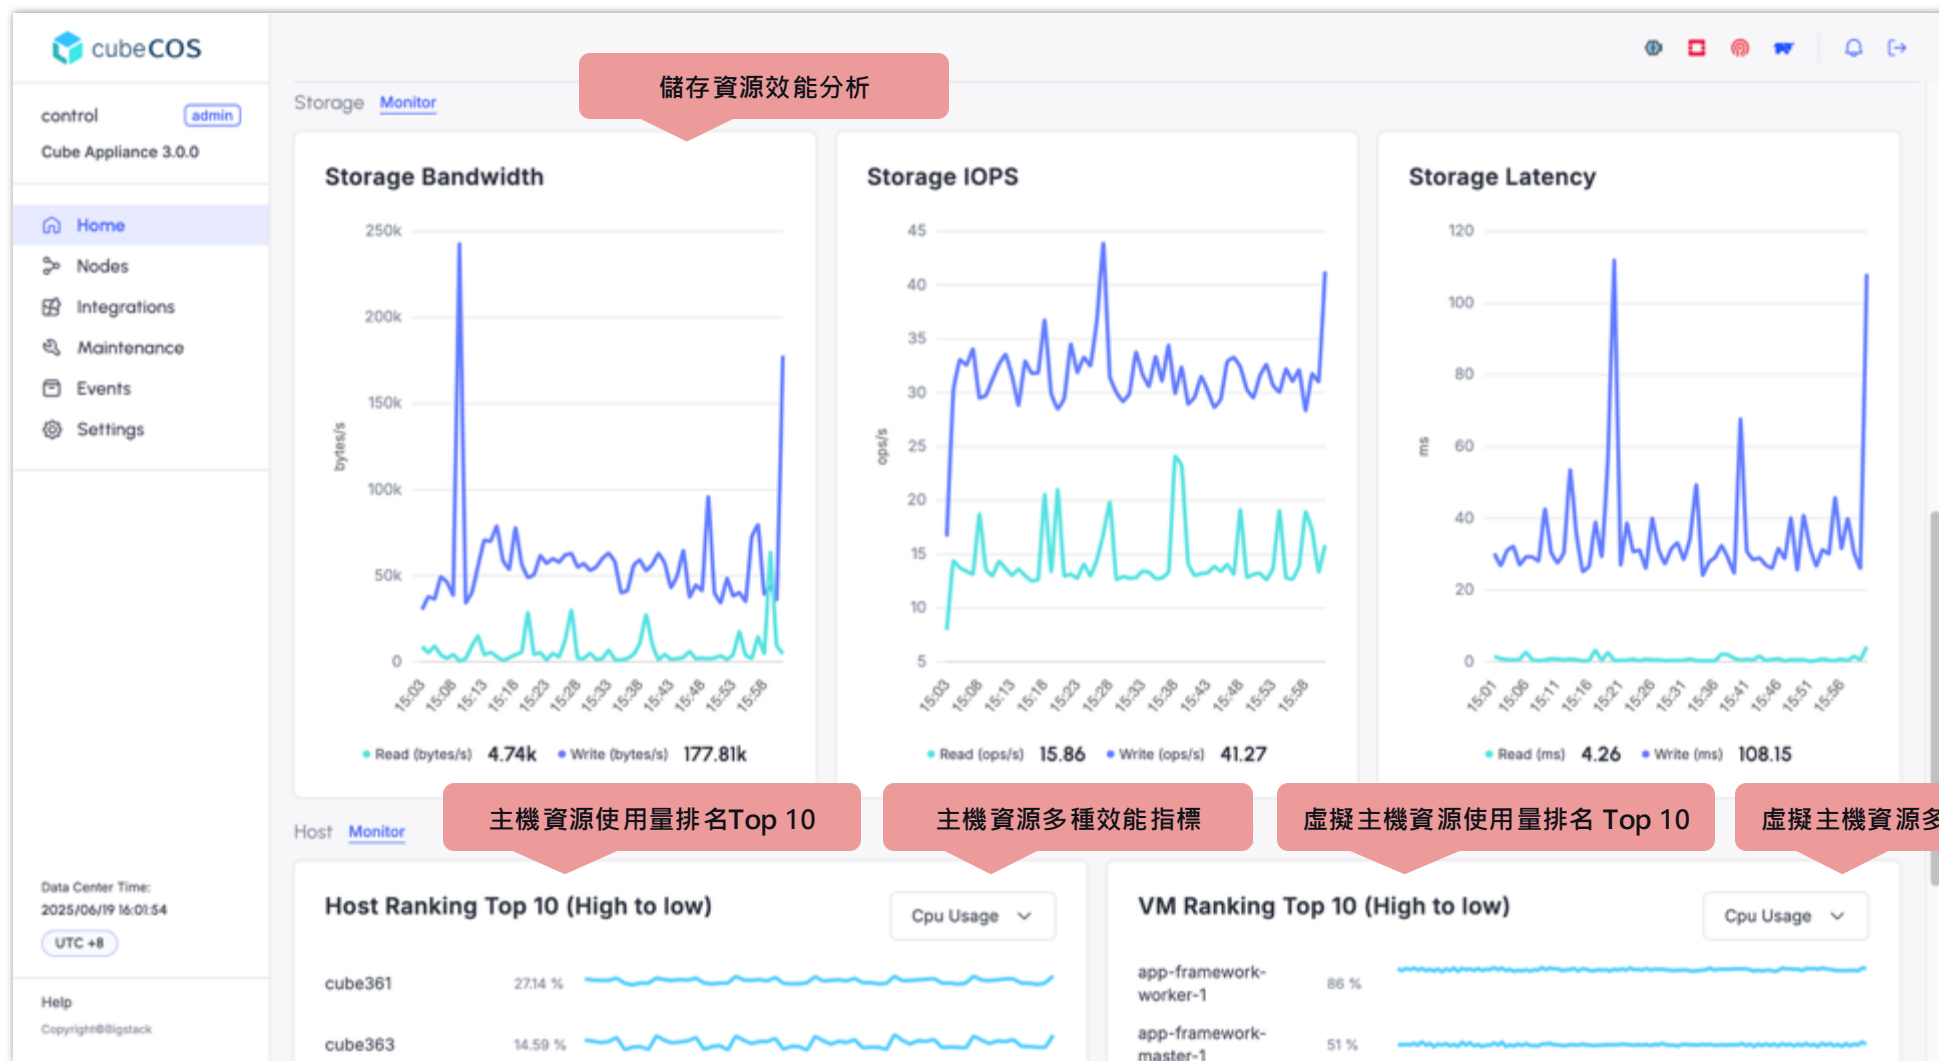 cubeCOS
control admin
Cube Appliance 3.0.0
Home
Nodes
Integrations
Maintenance
Events
Settings
Data Center Time:
2025/06/19 16:01:54
UTC +8
Help
Copyright©Bigstack
Storage Monitor
儲存資源效能分析
Storage Bandwidth
250k
200k
150k
100k
50k
0
bytes/s
15:03 15:08 15:13 15:18 15:23 15:28 15:33 15:38 15:43 15:48 15:53 15:58
Read (bytes/s) 4.74k Write (bytes/s) 177.81k
Storage IOPS
45
40
35
30
25
20
15
10
5
ops/s
15:03 15:08 15:13 15:18 15:23 15:28 15:33 15:38 15:43 15:48 15:53 15:58
Read (ops/s) 15.86 Write (ops/s) 41.27
Storage Latency
120
100
80
60
40
20
0
ms
15:01 15:06 15:11 15:16 15:21 15:26 15:31 15:36 15:41 15:46 15:51 15:56
Read (ms) 4.26 Write (ms) 108.15
Host Monitor
主機資源使用量排名Top 10
主機資源多種效能指標
虛擬主機資源使用量排名 Top 10
虛擬主機資源多
Host Ranking Top 10 (High to low)
Cpu Usage
cube361 27.14 %
cube363 14.59 %
VM Ranking Top 10 (High to low)
Cpu Usage
app-framework-
worker-1 86 %
app-framework-
master-1 51 %